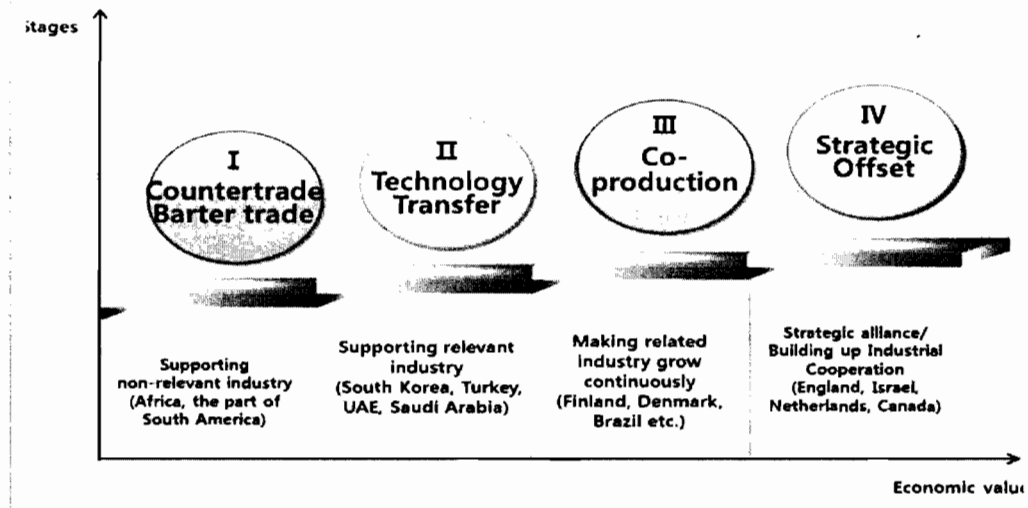 Stages
I
Countertrade
Barter trade
II
Technology
Transfer
III
Co-
production
IV
Strategic
Offset
Supporting
non-relevant industry
(Africa, the part of
South America)
Supporting relevant
industry
(South Korea, Turkey,
UAE, Saudi Arabia)
Making related
industry grow
continuously
(Finland, Denmark,
Brazil etc.)
Strategic alliance/
Building up Industrial
Cooperation
(England, Israel,
Netherlands, Canada)
Economic value